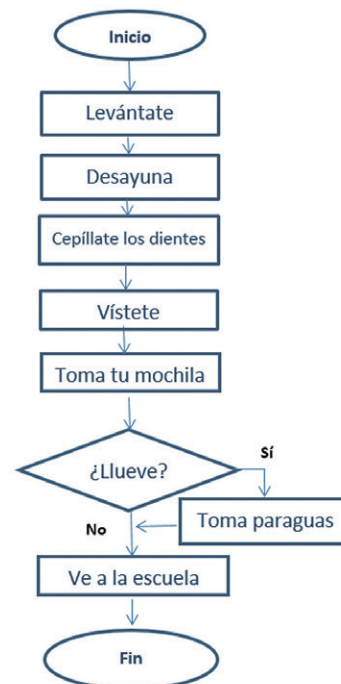 Inicio
Levántate
Desayuna
Cepíllate los dientes
Vístete
Toma tu mochila
¿Llueve?
Sí
Toma paraguas
No
Ve a la escuela
Fin